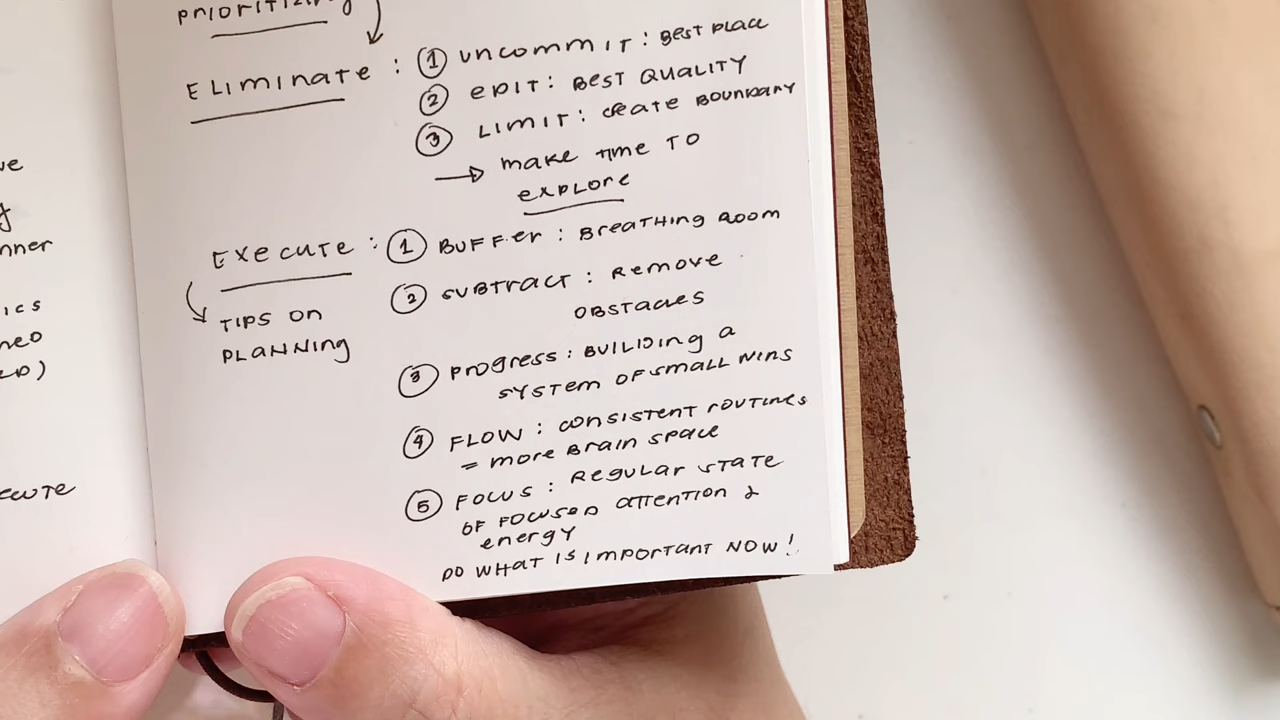 PRIORITIZING
ELIMINATE : ① UNCOMMIT : BEST PLACE
② EDIT : BEST QUALITY
③ LIMIT : CREATE BOUNDARY
→ MAKE TIME TO
EXPLORE
EXECUTE : ① BUFFER : BREATHING ROOM
TIPS ON
PLANNING
② SUBTRACT : REMOVE
OBSTACLES
③ PROGRESS : BUILDING A
SYSTEM OF SMALL WINS
④ FLOW : CONSISTENT ROUTINES
= MORE BRAIN SPACE
⑤ FOCUS : REGULAR STATE
OF FOCUSED ATTENTION &
ENERGY
DO WHAT IS IMPORTANT NOW!